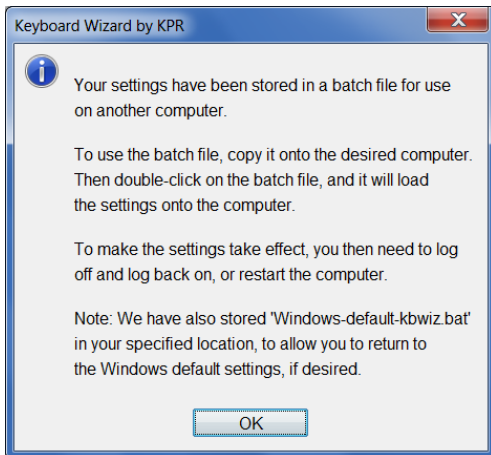 Keyboard Wizard by KPR
Your settings have been stored in a batch file for use
on another computer.
To use the batch file, copy it onto the desired computer.
Then double-click on the batch file, and it will load
the settings onto the computer.
To make the settings take effect, you then need to log
off and log back on, or restart the computer.
Note: We have also stored 'Windows-default-kbwiz.bat'
in your specified location, to allow you to return to
the Windows default settings, if desired.
OK